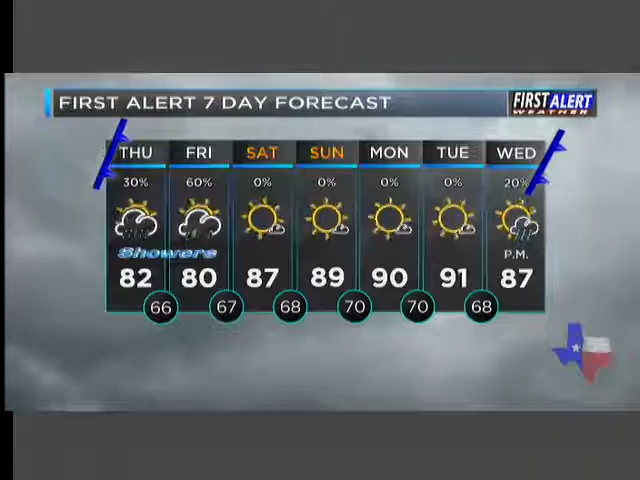 FIRST ALERT 7 DAY FORECAST
FIRST ALERT
WEATHER
THU FRI SAT SUN MON TUE WED
30% 60% 0% 0% 0% 0% 20%
Showers
P.M.
82 80 87 89 90 91 87
66 67 68 70 70 68